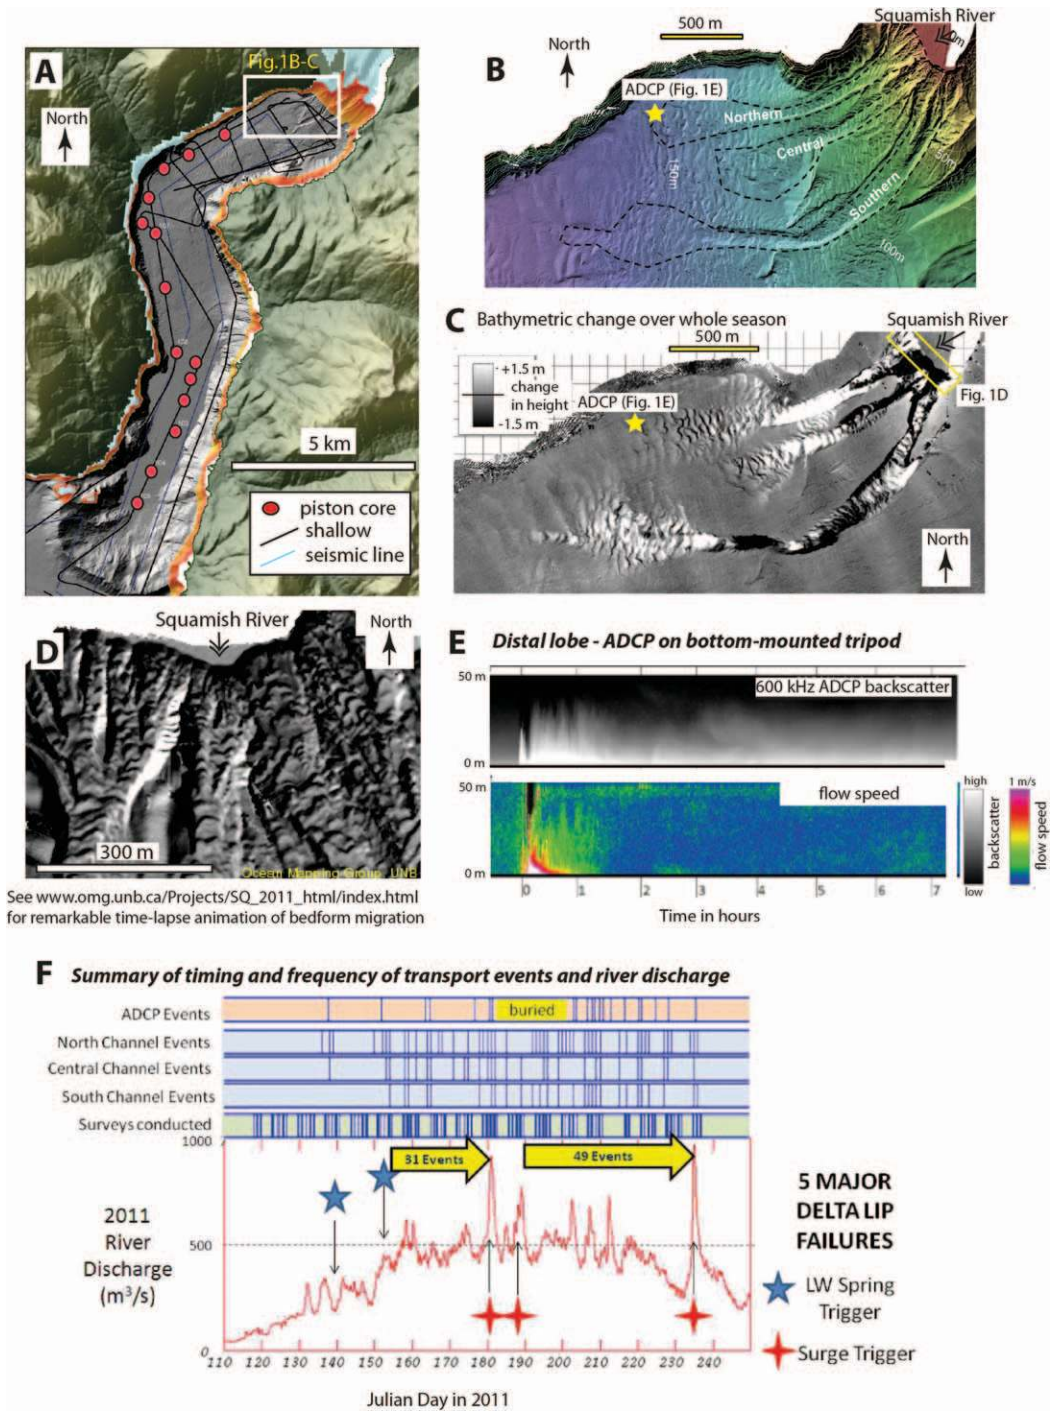 A
Fig.1B-C
North
5 km
piston core
shallow
seismic line
B
500 m
Squamish River
North
ADCP (Fig. 1E)
Northern
Central
Southern
150m
50m
100m
C
Bathymetric change over whole season
Squamish River
500 m
+1.5 m
change
in height
-1.5 m
ADCP (Fig. 1E)
Fig. 1D
North
D
Squamish River
North
300 m
Ocean Mapping Group UNB
See www.omg.unb.ca/Projects/SQ_2011_html/index.html
for remarkable time-lapse animation of bedform migration
E Distal lobe - ADCP on bottom-mounted tripod
50 m
600 kHz ADCP backscatter
0 m
50 m
flow speed
0 m
0 1 2 3 4 5 6 7
Time in hours
high
backscatter
low
1 m/s
flow speed
F Summary of timing and frequency of transport events and river discharge
ADCP Events
buried
North Channel Events
Central Channel Events
South Channel Events
Surveys conducted
1000
31 Events
49 Events
2011
River
Discharge
(m³/s)
500
0
110 120 130 140 150 160 170 180 190 200 210 220 230 240
Julian Day in 2011
5 MAJOR
DELTA LIP
FAILURES
LW Spring
Trigger
Surge Trigger